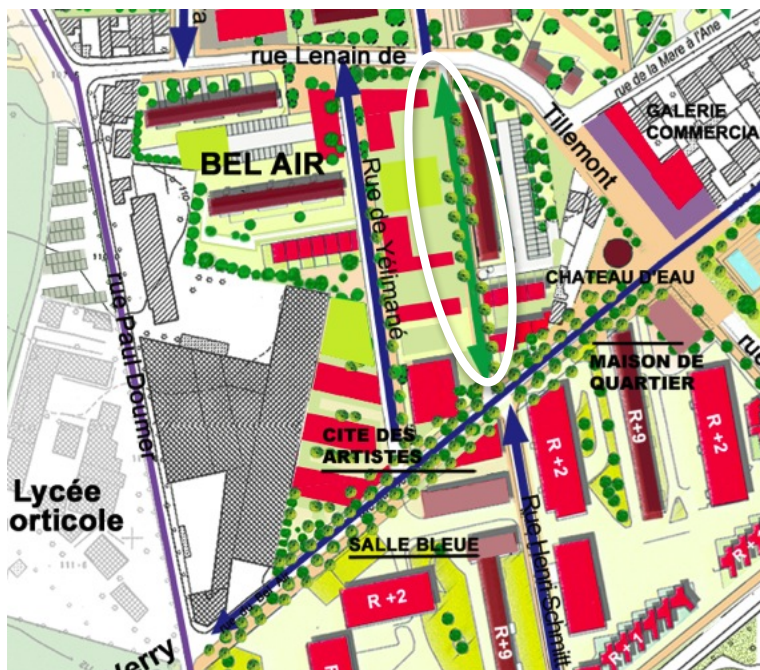 rue Lenain de
Tillemont
rue de la Mare à l'Ane
GALERIE
COMMERCIA
BEL AIR
Rue de Yélimané
rue Paul Doumer
CHATEAU D'EAU
MAISON DE
QUARTIER
rue
R+9
R +2
R +2
CITE DES
ARTISTES
Lycée
orticole
SALLE BLEUE
Rue Henri Schmitt
R +2
R+9
R+1